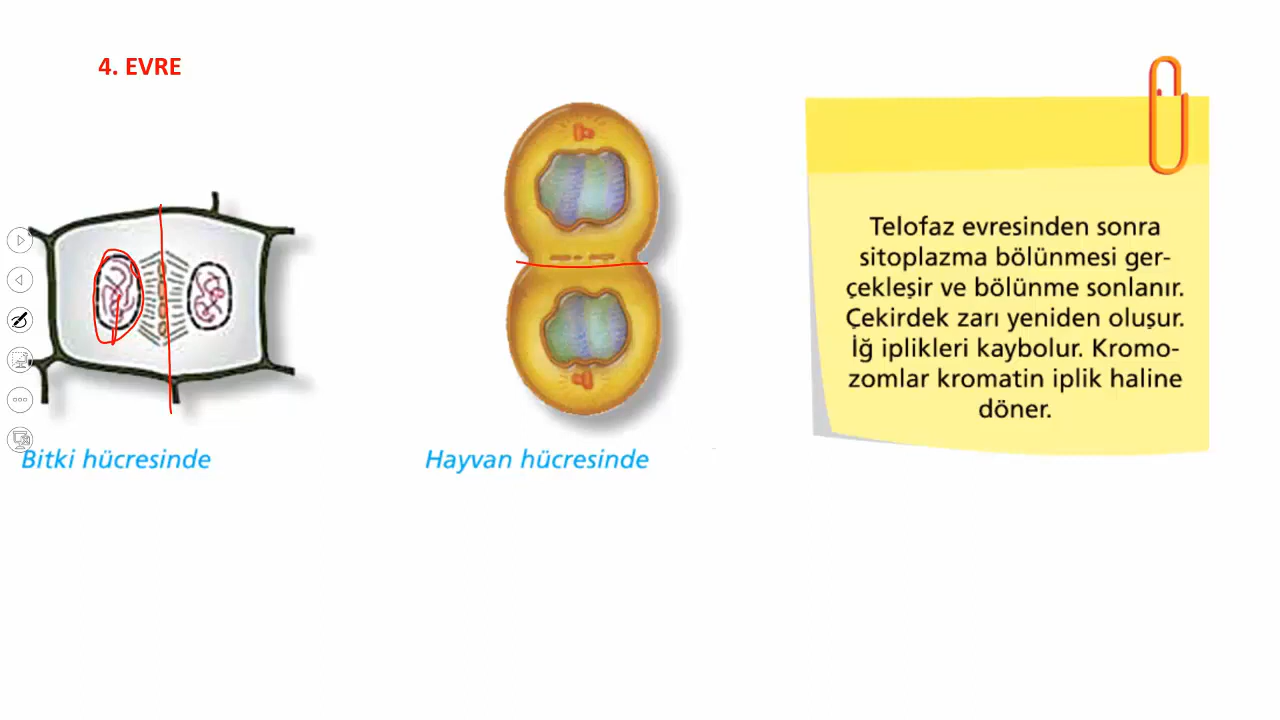 4. EVRE
Telofaz evresinden sonra
sitoplazma bölünmesi ger-
çekleşir ve bölünme sonlanır.
Çekirdek zarı yeniden oluşur.
İğ iplikleri kaybolur. Kromo-
zomlar kromatin iplik haline
döner.
Bitki hücresinde
Hayvan hücresinde